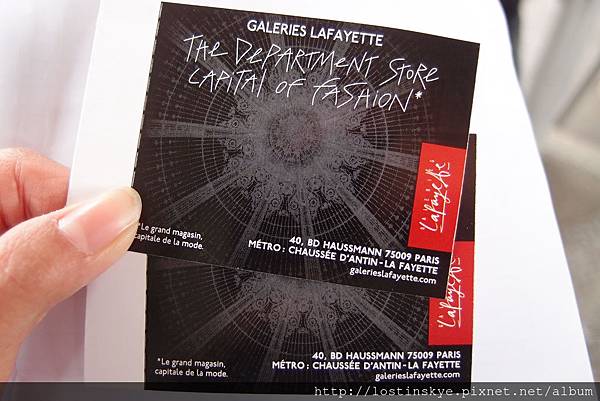 GALERIES LAFAYETTE
THE DEPARTMENT STORE
CAPITAL OF FASHION*
LafayeTTe
*Le grand magasin,
capitale de la mode.
40, BD HAUSSMANN 75009 PARIS
MÉTRO : CHAUSSÉE D'ANTIN - LA FAYETTE
galerieslafayette.com
LafayeTTe
*Le grand magasin,
capitale de la mode.
40, BD HAUSSMANN 75009 PARIS
MÉTRO : CHAUSSÉE D'ANTIN - LA FAYETTE
galerieslafayette.com
http://lostinskye.pixnet.net/album